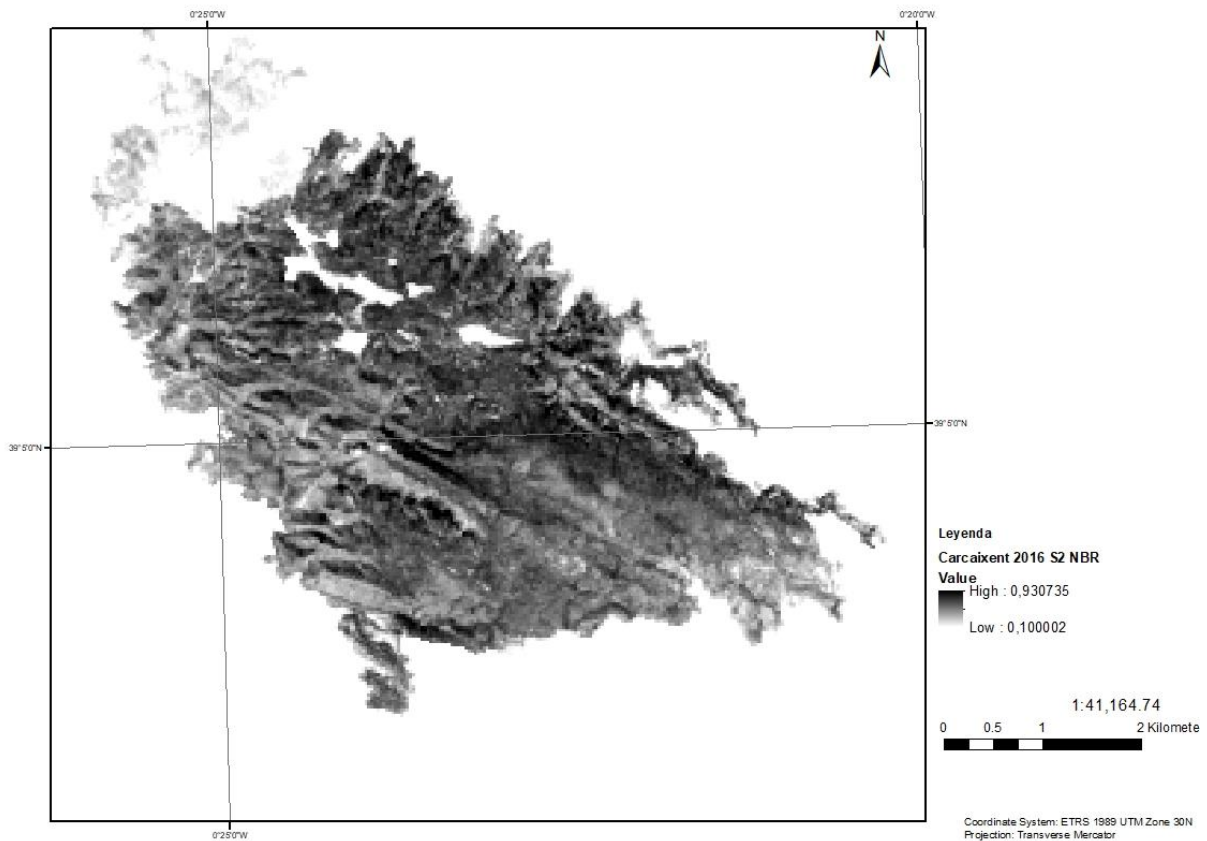 0°25'0"W
0°20'0"W
N
39°5'0"N
39°5'0"N
Leyenda
Carcaixent 2016 S2 NBR
Value
High : 0,930735
Low : 0,100002
1:41,164.74
0 0.5 1 2 Kilomete
0°25'0"W
Coordinate System: ETRS 1989 UTM Zone 30N
Projection: Transverse Mercator